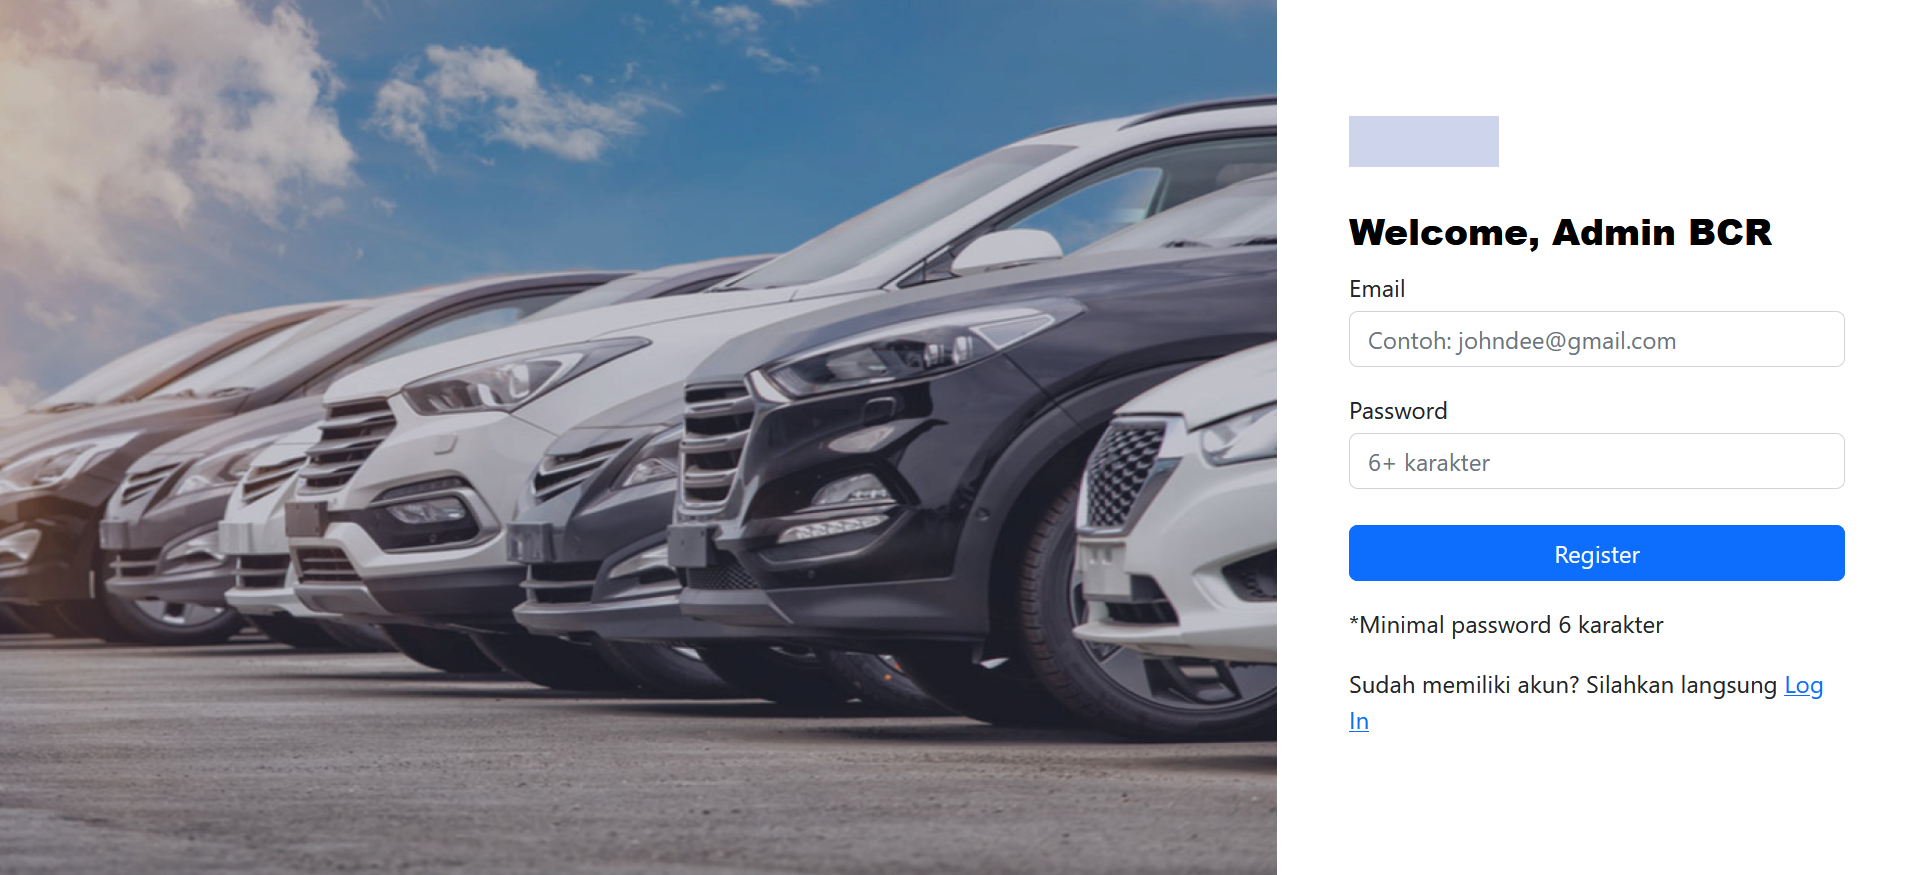 Welcome, Admin BCR
Email
Contoh: johndee@gmail.com
Password
6+ karakter
Register
*Minimal password 6 karakter
Sudah memiliki akun? Silahkan langsung Log
In